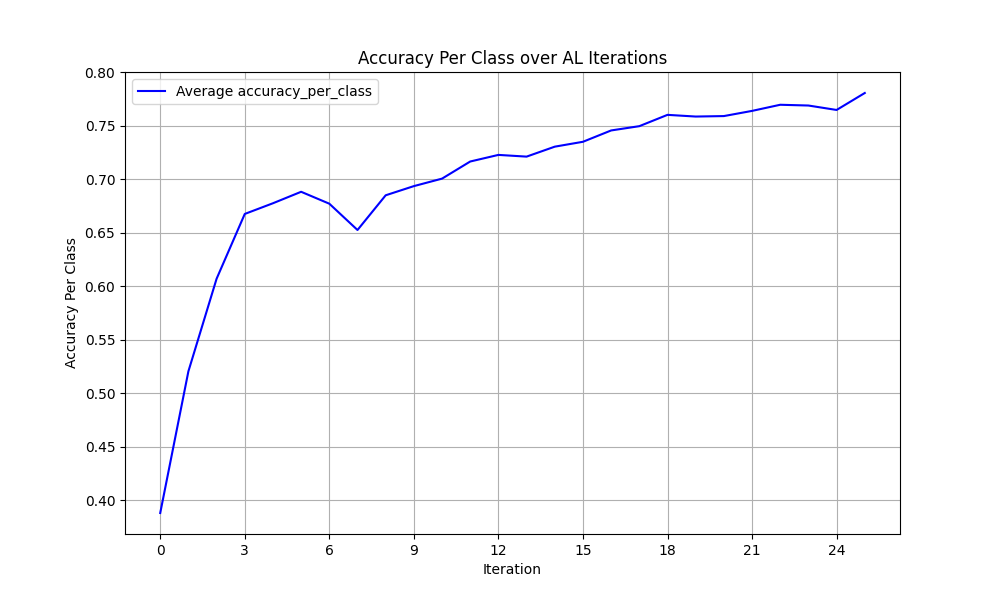 Accuracy Per Class over AL Iterations
Average accuracy_per_class
Accuracy Per Class
0.80
0.75
0.70
0.65
0.60
0.55
0.50
0.45
0.40
0 3 6 9 12 15 18 21 24
Iteration